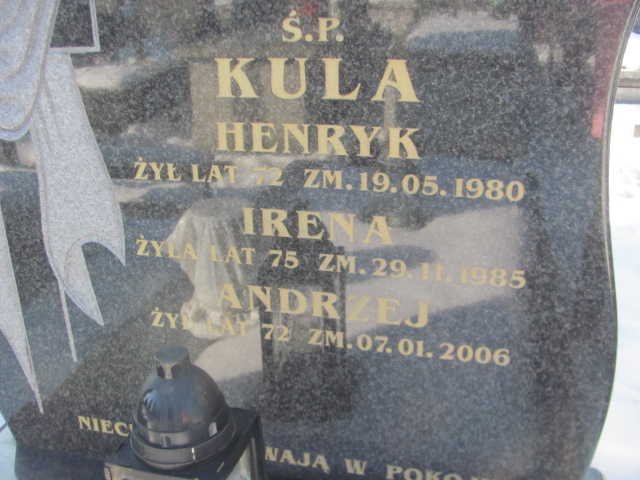 Ś.P.
KULA
HENRYK
ŻYŁ LAT 72 ZM.19.05.1980
IRENA
ŻYŁA LAT 75 ZM.29.11.1985
ANDRZEJ
ŻYŁ LAT 72 ZM.07.01.2006
W